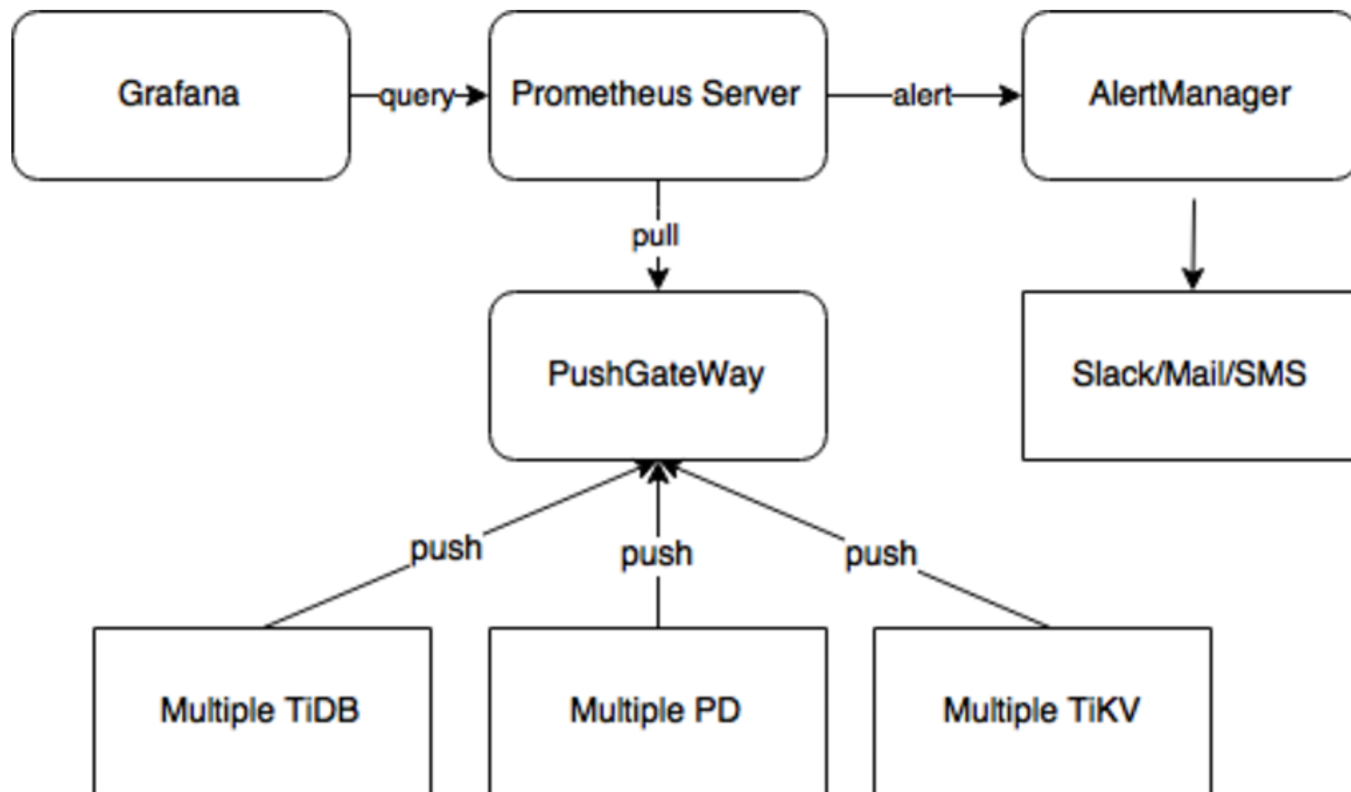 Grafana
query
Prometheus Server
alert
AlertManager
pull
PushGateWay
Slack/Mail/SMS
push
push
push
Multiple TiDB
Multiple PD
Multiple TiKV